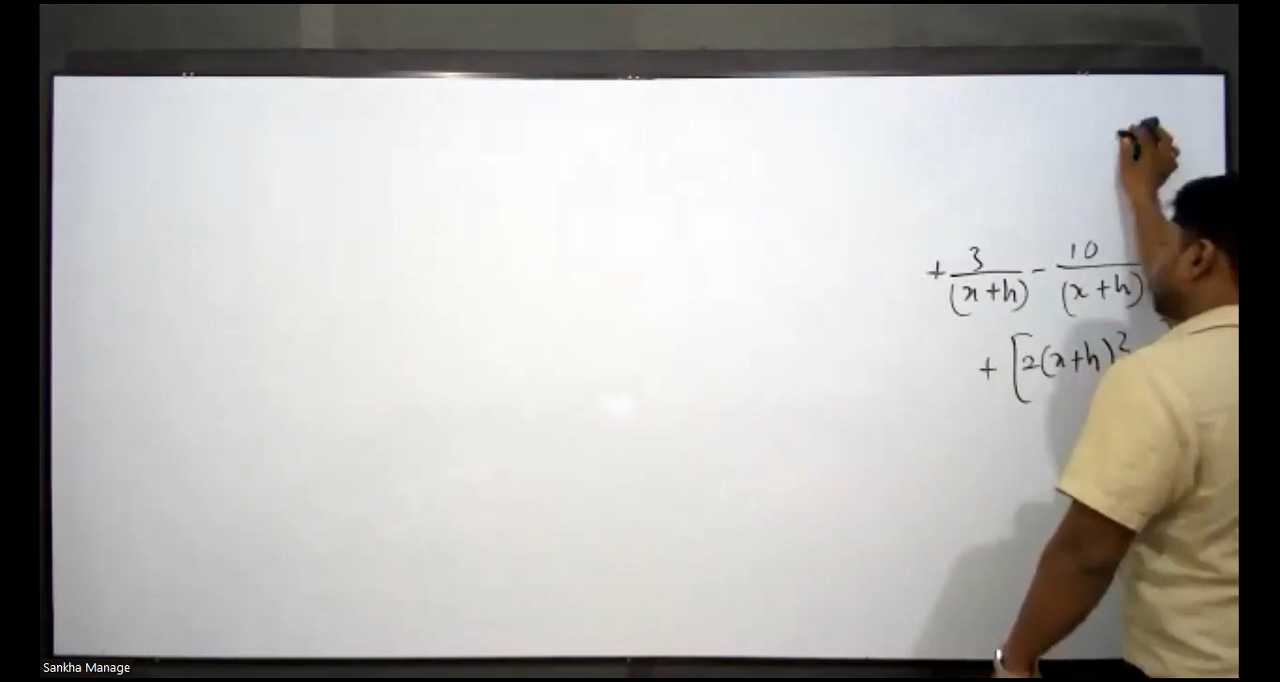 + 3/(x+h) - 10/(x+h)
+ [2(x+h)²
Sankha Manage